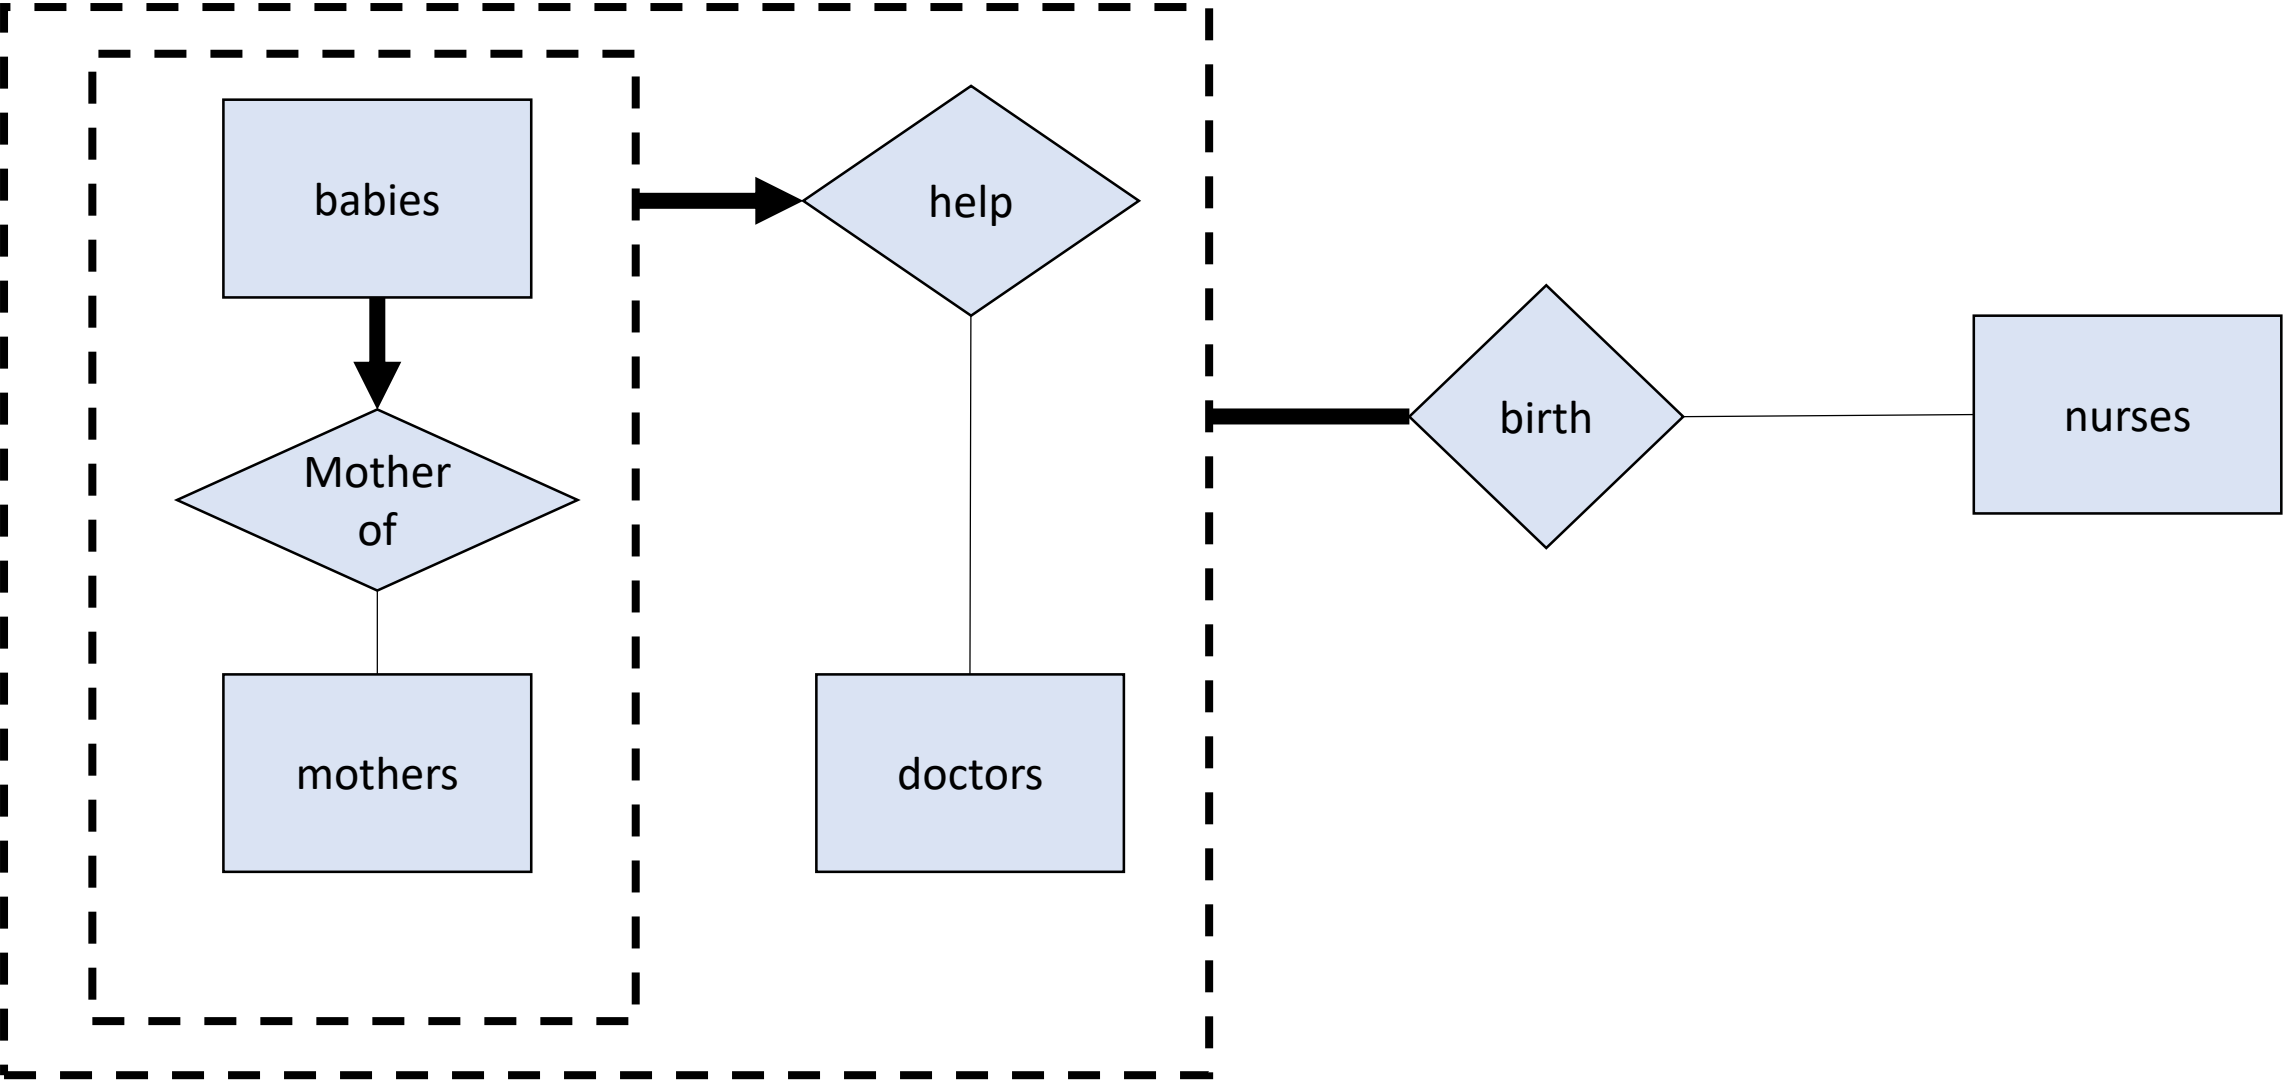 babies
help
Mother
of
birth
nurses
mothers
doctors